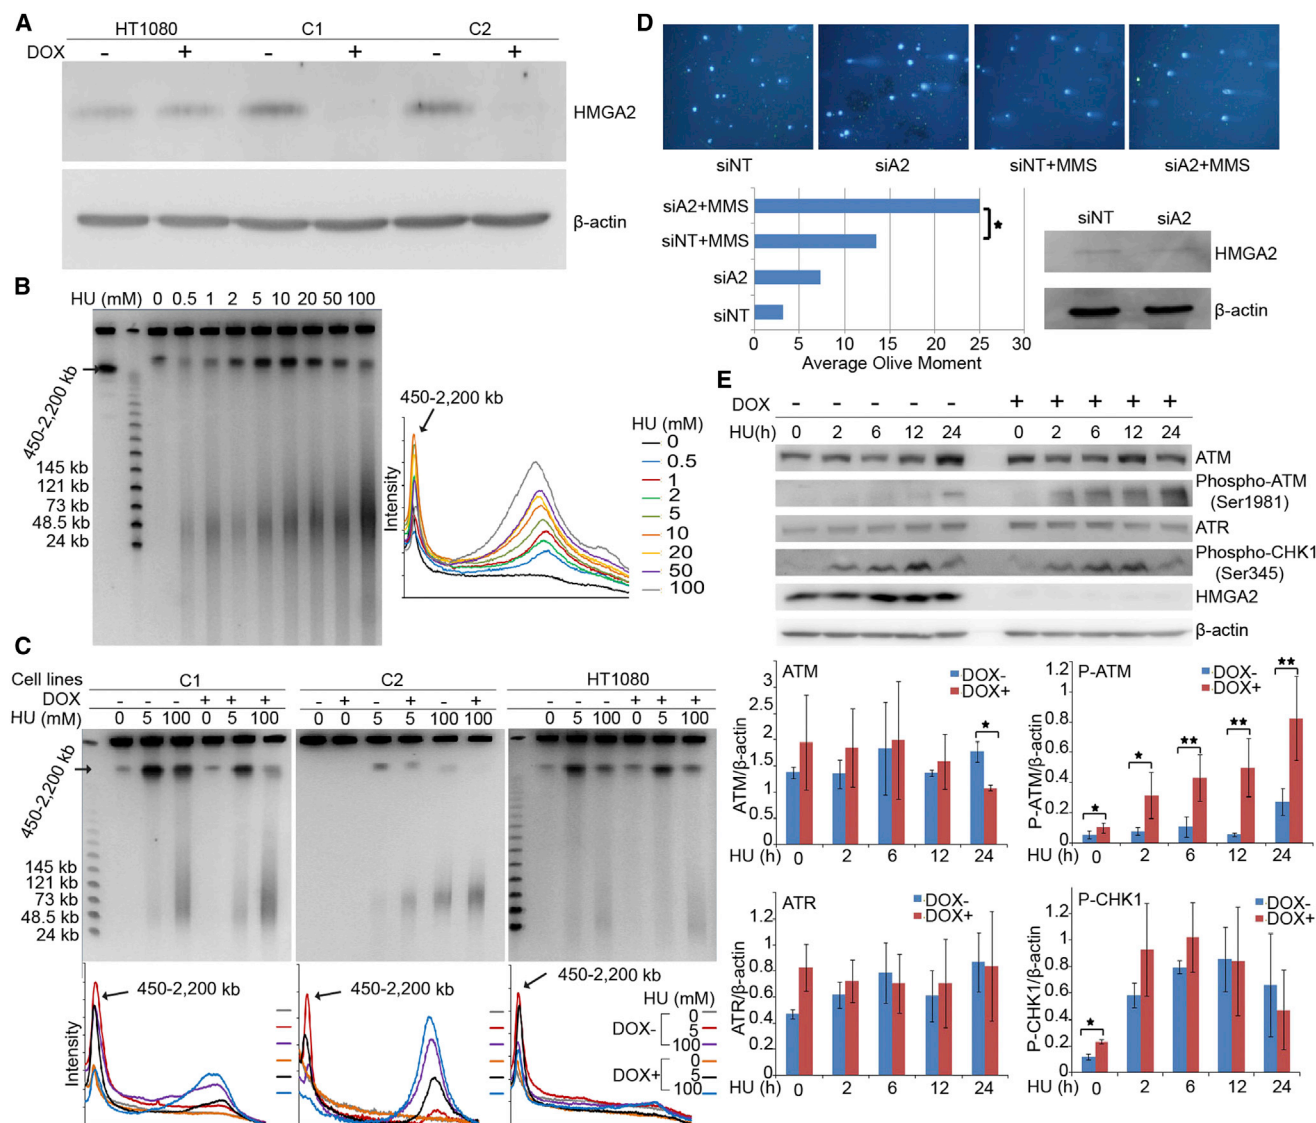 A
HT1080 C1 C2
DOX - + - + - +
HMGA2
β-actin
B
HU (mM) 0 0.5 1 2 5 10 20 50 100
450-2,200 kb
145 kb
121 kb
73 kb
48.5 kb
24 kb
450-2,200 kb
Intensity
HU (mM)
0
0.5
1
2
5
10
20
50
100
C
Cell lines C1 C2 HT1080
DOX - - - + + + - + - + - + - - - + + +
HU (mM) 0 5 100 0 5 100 0 0 5 5 100 100 0 5 100 0 5 100
450-2,200 kb
145 kb
121 kb
73 kb
48.5 kb
24 kb
450-2,200 kb 450-2,200 kb 450-2,200 kb
Intensity
HU (mM)
DOX- 0 5 100
DOX+ 0 5 100
D
siNT siA2 siNT+MMS siA2+MMS
siA2+MMS
siNT+MMS
siA2
siNT
★
0 5 10 15 20 25 30
Average Olive Moment
siNT siA2
HMGA2
β-actin
E
DOX - - - - - + + + + +
HU(h) 0 2 6 12 24 0 2 6 12 24
ATM
Phospho-ATM
(Ser1981)
ATR
Phospho-CHK1
(Ser345)
HMGA2
β-actin
ATM
DOX-
DOX+
★
ATM/β-actin
3
2.5
2
1.5
1
0.5
0
HU (h) 0 2 6 12 24
P-ATM
DOX-
DOX+
★ ★ ★★ ★★ ★★
P-ATM/β-actin
1.2
1
0.8
0.6
0.4
0.2
0
HU (h) 0 2 6 12 24
ATR
DOX-
DOX+
ATR/β-actin
1.2
1
0.8
0.6
0.4
0.2
0
HU (h) 0 2 6 12 24
P-CHK1
DOX-
DOX+
★
P-CHK1/β-actin
1.2
1
0.8
0.6
0.4
0.2
0
HU (h) 0 2 6 12 24